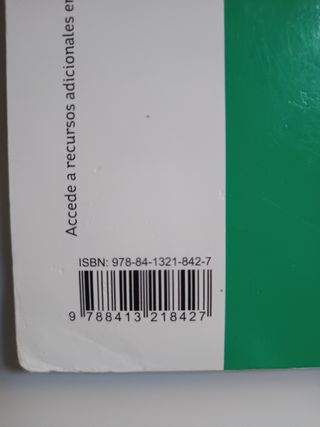 Accede a recursos adicionales en
ISBN: 978-84-1321-842-7
9 788413 218427